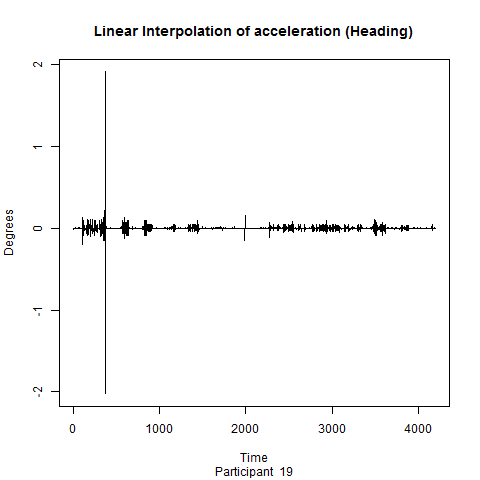 Linear Interpolation of acceleration (Heading)
Degrees
2
1
0
-1
-2
0 1000 2000 3000 4000
Time
Participant 19